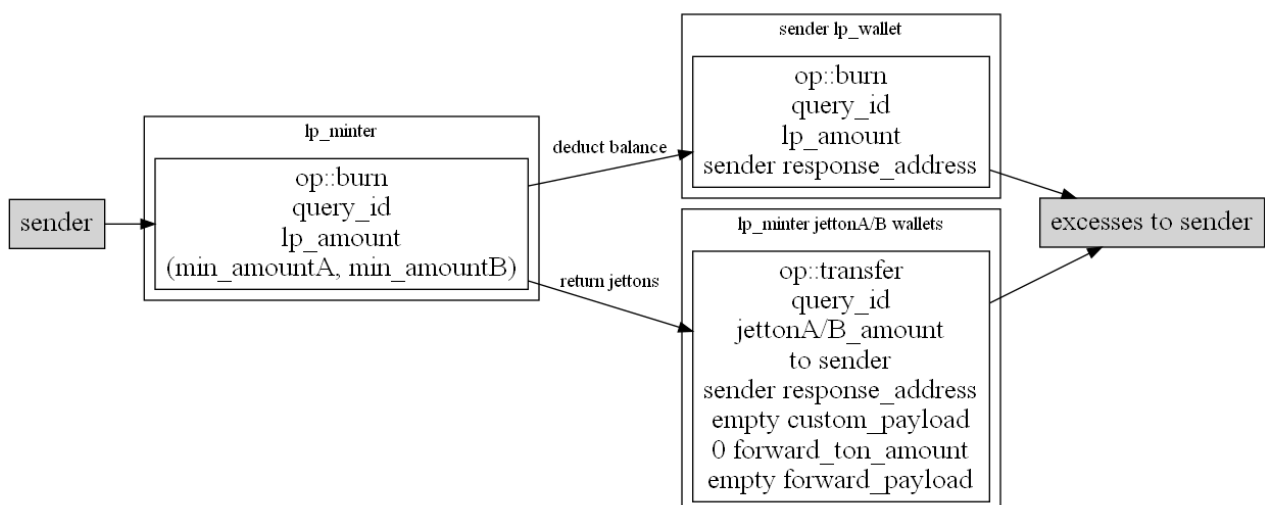 sender
lp_minter
op::burn
query_id
lp_amount
(min_amountA, min_amountB)
deduct balance
return jettons
sender lp_wallet
op::burn
query_id
lp_amount
sender response_address
lp_minter jettonA/B wallets
op::transfer
query_id
jettonA/B_amount
to sender
sender response_address
empty custom_payload
0 forward_ton_amount
empty forward_payload
excesses to sender